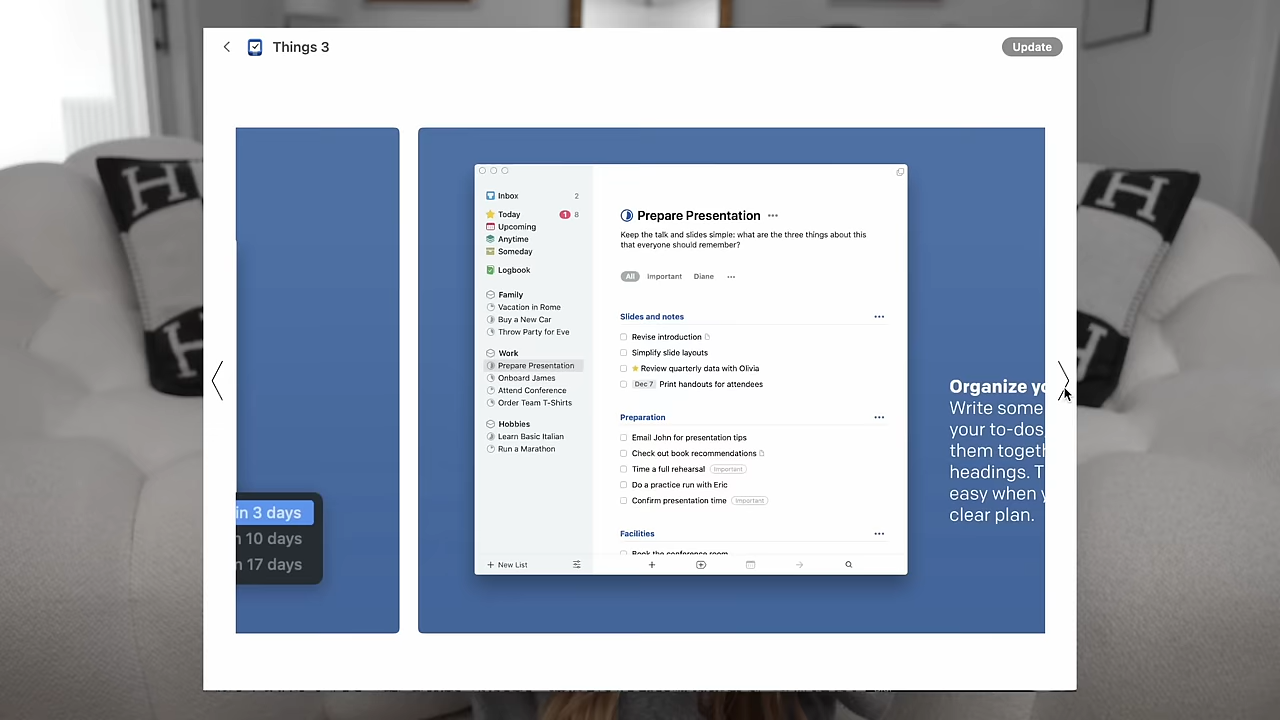 Things 3
Update
Inbox 2
Today 1 8
Upcoming
Anytime
Someday
Logbook
Family
Vacation in Rome
Buy a New Car
Throw Party for Eve
Work
Prepare Presentation
Onboard James
Attend Conference
Order Team T-Shirts
Hobbies
Learn Basic Italian
Run a Marathon
New List
Prepare Presentation
Keep the talk and slides simple: what are the three things about this
that everyone should remember?
All Important Diane
Slides and notes
Revise introduction
Simplify slide layouts
Review quarterly data with Olivia
Dec 7 Print handouts for attendees
Preparation
Email John for presentation tips
Check out book recommendations
Time a full rehearsal Important
Do a practice run with Eric
Confirm presentation time Important
Facilities
Book the conference room
in 3 days
n 10 days
n 17 days
Organize yo
Write some
your to-dos
them togeth
headings. T
easy when y
clear plan.
H
H
H
H